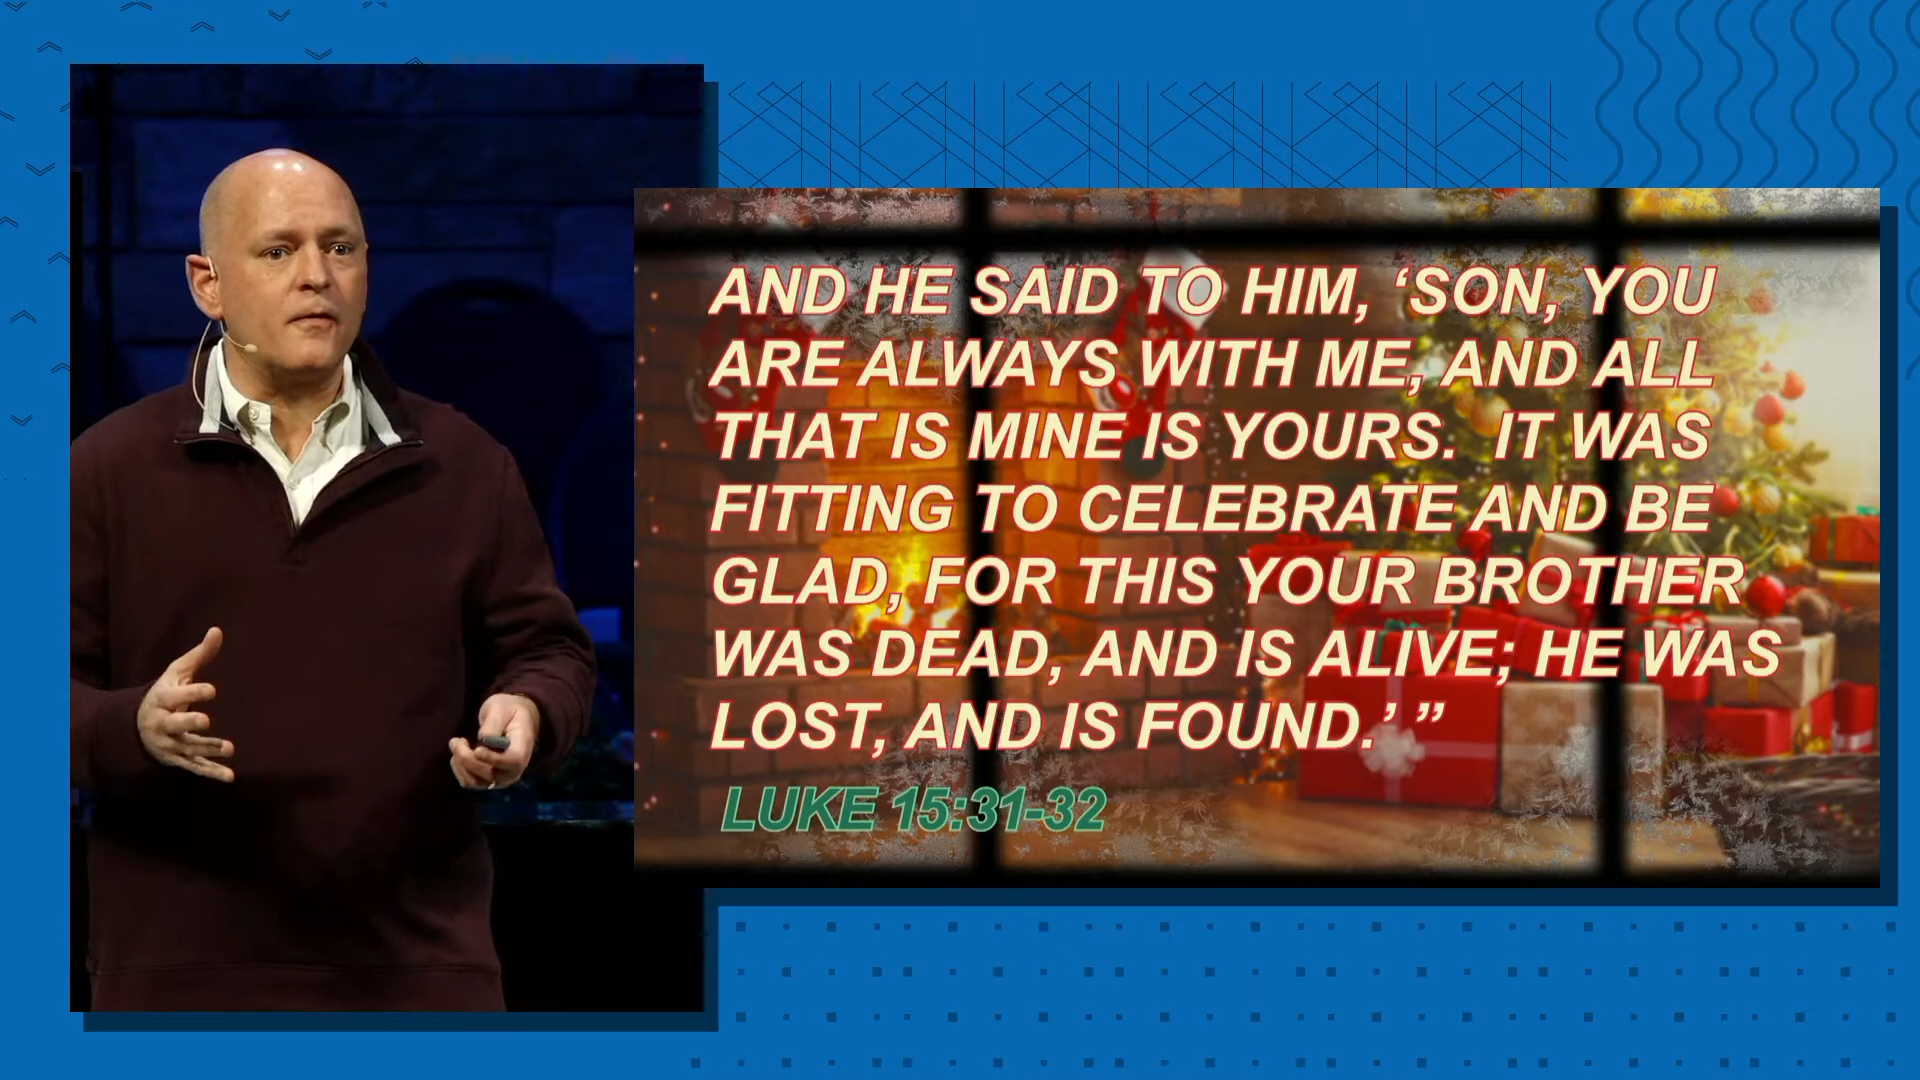 AND HE SAID TO HIM, ‘SON, YOU
ARE ALWAYS WITH ME, AND ALL
THAT IS MINE IS YOURS.  IT WAS
FITTING TO CELEBRATE AND BE
GLAD, FOR THIS YOUR BROTHER
WAS DEAD, AND IS ALIVE; HE WAS
LOST, AND IS FOUND.’ ”
LUKE 15:31-32